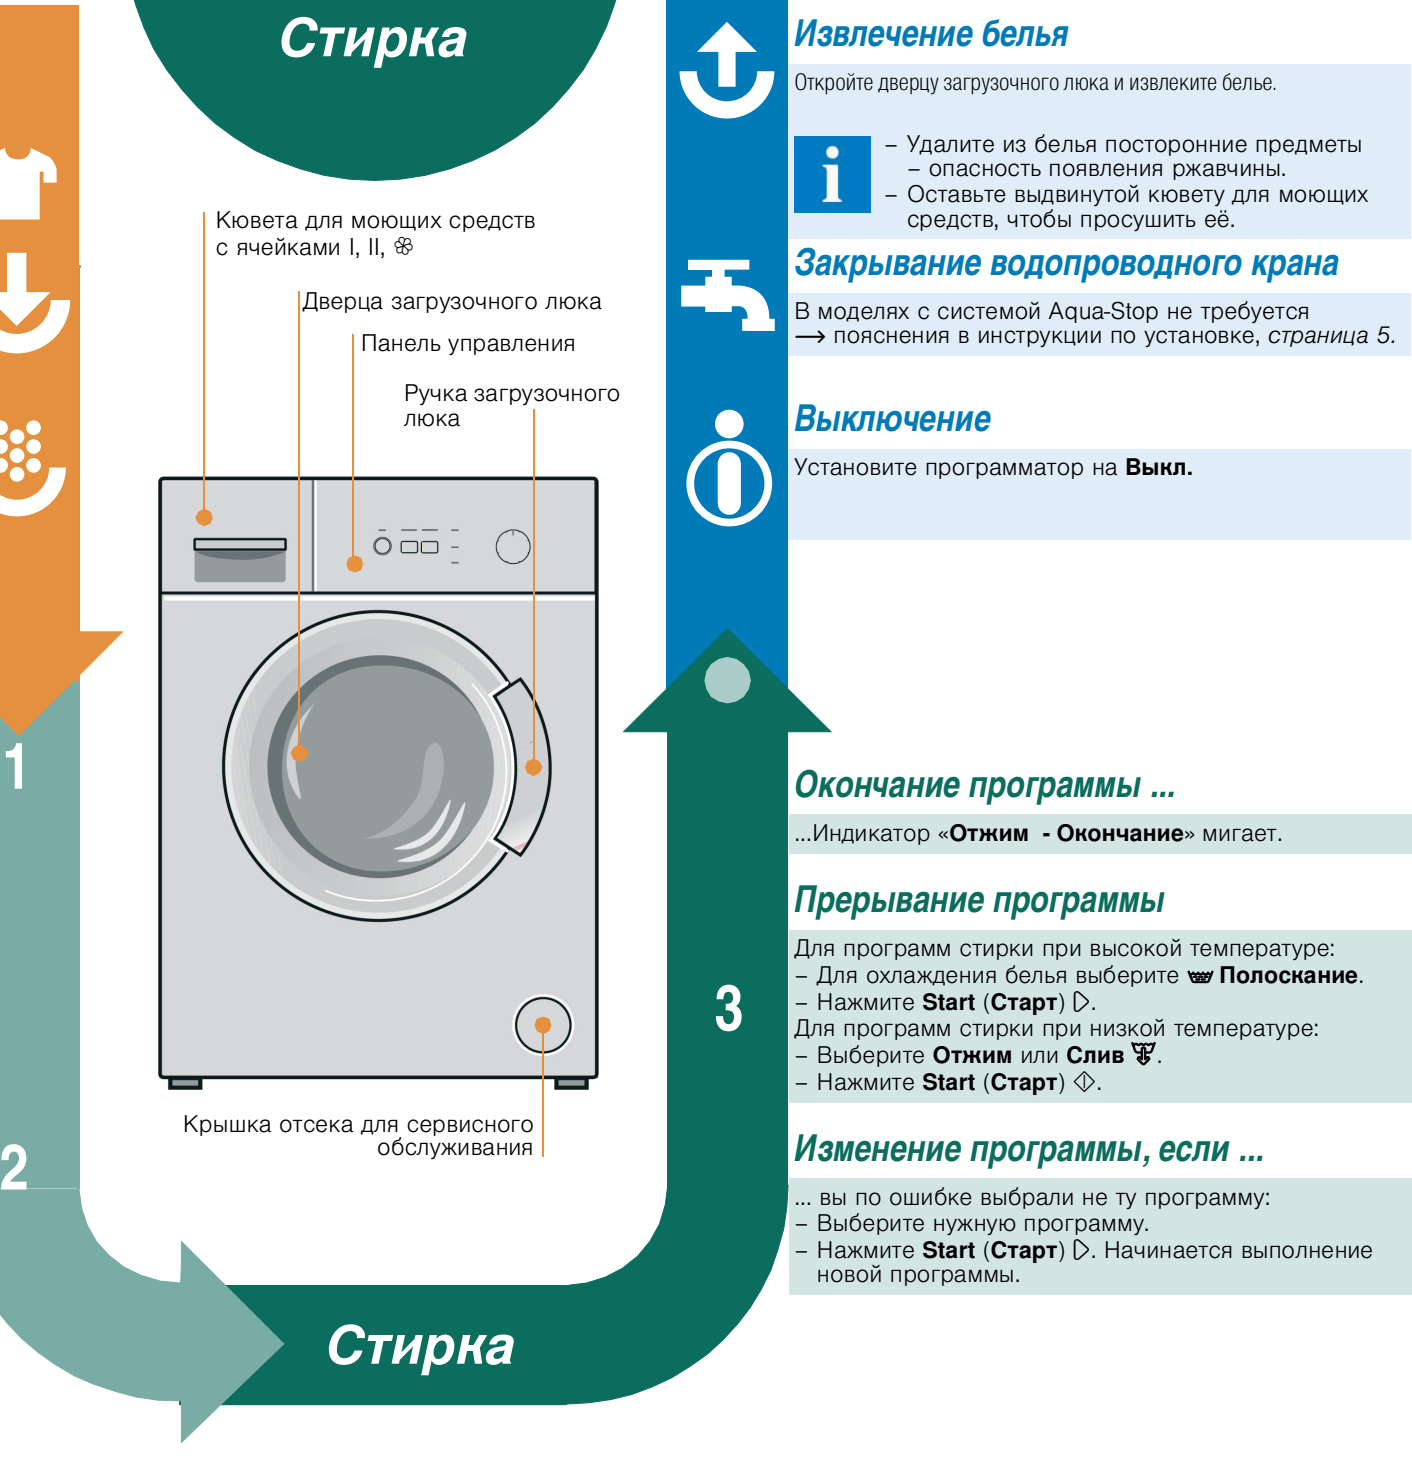 Стирка
Кювета для моющих средств
с ячейками I, II, ❀
Дверца загрузочного люка
Панель управления
Ручка загрузочного
люка
Крышка отсека для сервисного
обслуживания
1
2
Стирка
3
Извлечение белья
Откройте дверцу загрузочного люка и извлеките белье.
i
– Удалите из белья посторонние предметы
– опасность появления ржавчины.
– Оставьте выдвинутой кювету для моющих
средств, чтобы просушить её.
Закрывание водопроводного крана
В моделях с системой Aqua-Stop не требуется
⟶ пояснения в инструкции по установке, страница 5.
Выключение
Установите программатор на Выкл.
Окончание программы ...
...Индикатор «Отжим - Окончание» мигает.
Прерывание программы
Для программ стирки при высокой температуре:
– Для охлаждения белья выберите Полоскание.
– Нажмите Start (Старт) ▷.
Для программ стирки при низкой температуре:
– Выберите Отжим или Слив.
– Нажмите Start (Старт) .
Изменение программы, если ...
... вы по ошибке выбрали не ту программу:
– Выберите нужную программу.
– Нажмите Start (Старт) ▷. Начинается выполнение
новой программы.